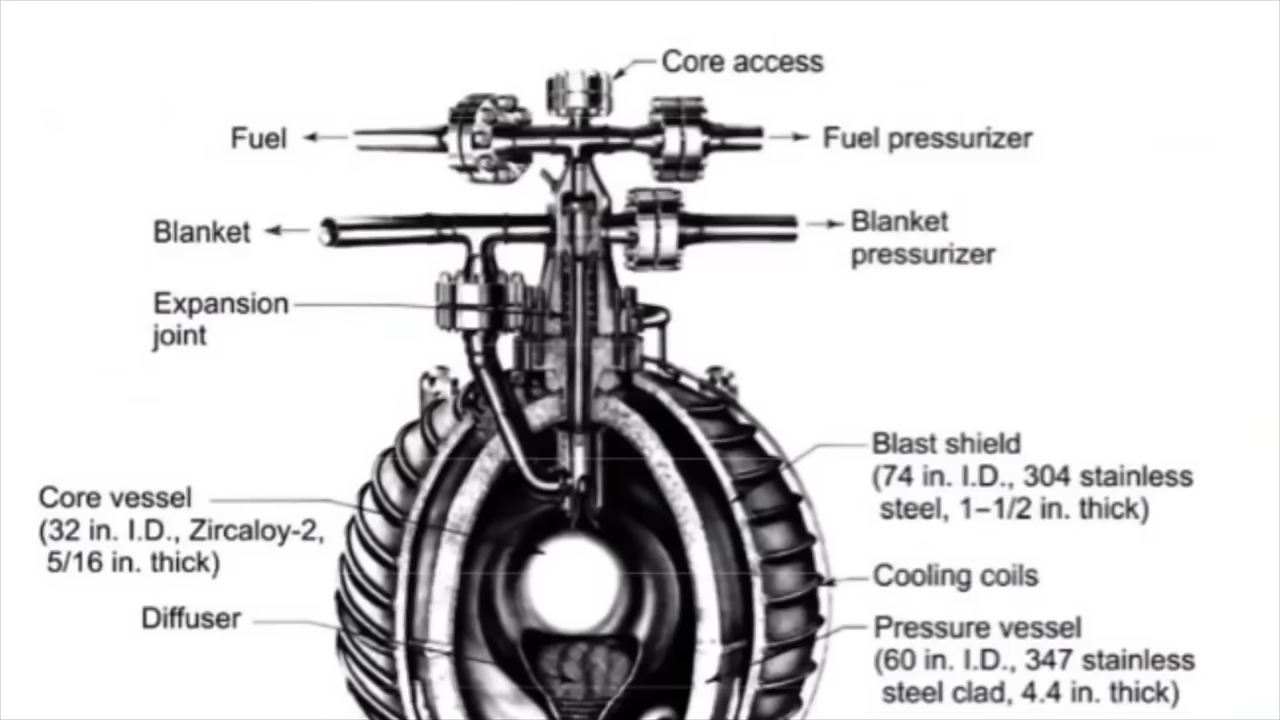 Core access
Fuel
Fuel pressurizer
Blanket
Blanket
pressurizer
Expansion
joint
Blast shield
(74 in. I.D., 304 stainless
steel, 1–1/2 in. thick)
Core vessel
(32 in. I.D., Zircaloy-2,
5/16 in. thick)
Cooling coils
Diffuser
Pressure vessel
(60 in. I.D., 347 stainless
steel clad, 4.4 in. thick)